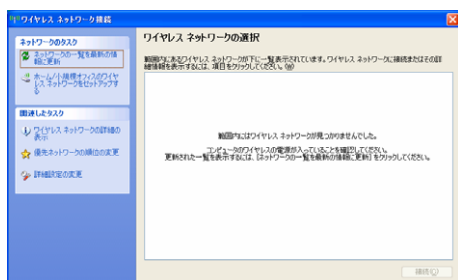 ワイヤレス ネットワーク接続
ネットワークのタスク
ネットワークの一覧を最新の情
報に更新
ホーム/小規模オフィスのワイヤ
レス ネットワークをセットアップす
る
関連したタスク
ワイヤレス ネットワークの詳細の
表示
優先ネットワークの順位の変更
詳細設定の変更
ワイヤレス ネットワークの選択
範囲内にあるワイヤレス ネットワークが下に一覧表示されています。ワイヤレス ネットワークに接続またはその詳
細情報を表示するには、項目をクリックしてください。(W)
範囲内にはワイヤレス ネットワークが見つかりませんでした。
コンピュータのワイヤレスの電源が入っていることを確認してください。
更新された一覧を表示するには、[ネットワークの一覧を最新の情報に更新] をクリックしてください。
接続(C)